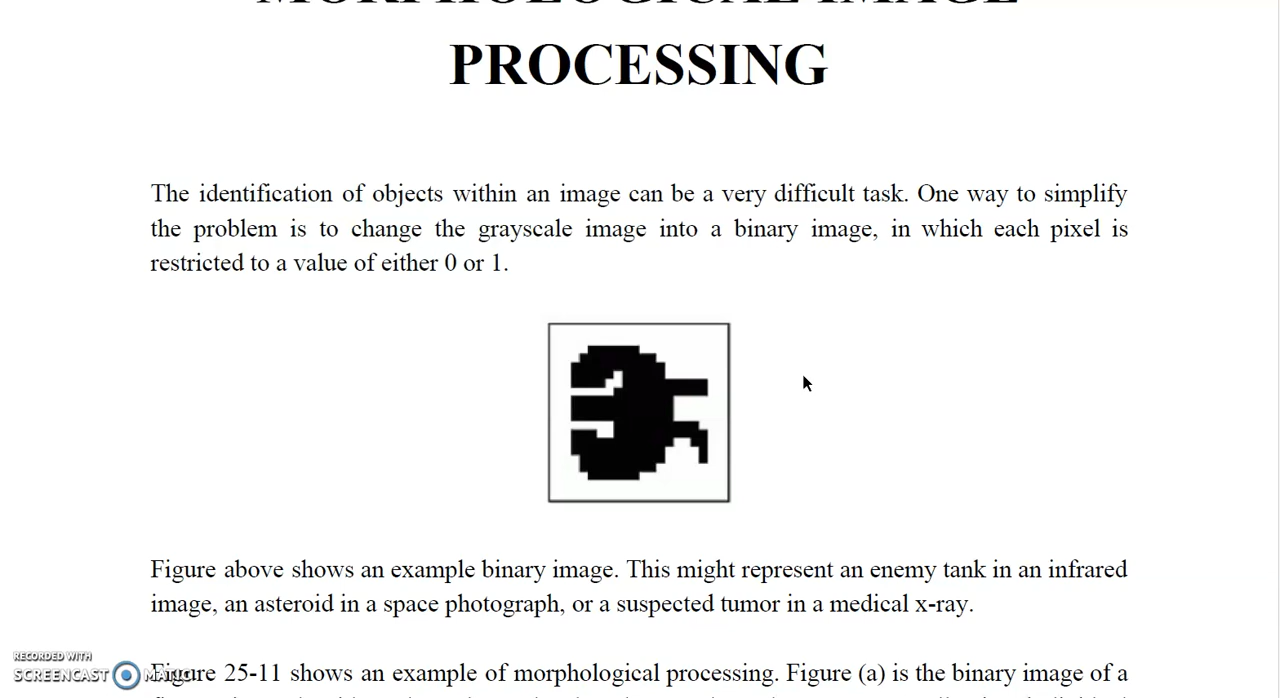 MORPHOLOGICAL IMAGE
PROCESSING
The identification of objects within an image can be a very difficult task. One way to simplify
the problem is to change the grayscale image into a binary image, in which each pixel is
restricted to a value of either 0 or 1.
Figure above shows an example binary image. This might represent an enemy tank in an infrared
image, an asteroid in a space photograph, or a suspected tumor in a medical x-ray.
RECORDED WITH
SCREENCAST MATIC
Figure 25-11 shows an example of morphological processing. Figure (a) is the binary image of a